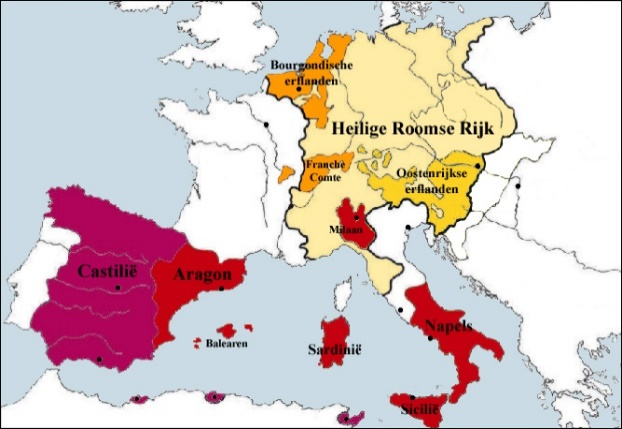 Bourgondische
erflanden
Heilige Roomse Rijk
Franche
Comte
Oostenrijkse
erflanden
Milaan
Castilië
Aragon
Balearen
Sardinië
Napels
Sicilië